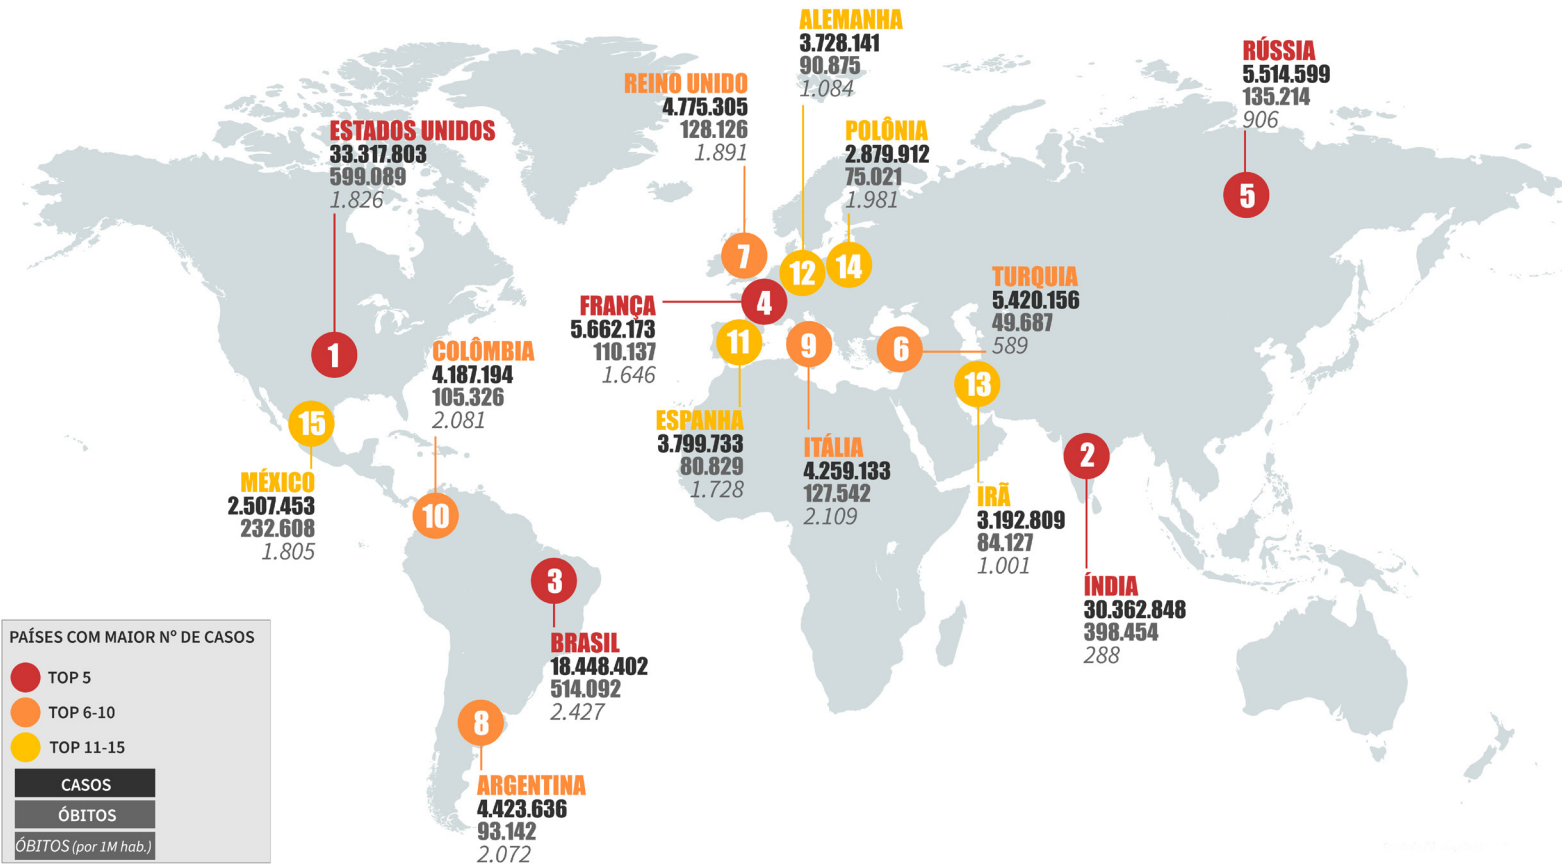 ALEMANHA
3.728.141
90.875
1.084
RÚSSIA
5.514.599
135.214
906
5
REINO UNIDO
4.775.305
128.126
1.891
7
ESTADOS UNIDOS
33.317.803
599.089
1.826
1
POLÔNIA
2.879.912
75.021
1.981
12
14
FRANÇA
5.662.173
110.137
1.646
4
TURQUIA
5.420.156
49.687
589
6
11
9
13
COLÔMBIA
4.187.194
105.326
2.081
10
15
MÉXICO
2.507.453
232.608
1.805
ESPANHA
3.799.733
80.829
1.728
ITÁLIA
4.259.133
127.542
2.109
IRÃ
3.192.809
84.127
1.001
2
ÍNDIA
30.362.848
398.454
288
3
BRASIL
18.448.402
514.092
2.427
8
ARGENTINA
4.423.636
93.142
2.072
PAÍSES COM MAIOR Nº DE CASOS
TOP 5
TOP 6-10
TOP 11-15
CASOS
ÓBITOS
ÓBITOS (por 1M hab.)